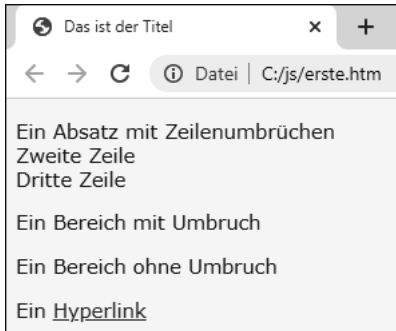 Das ist der Titel
Datei | C:/js/erste.htm
Ein Absatz mit Zeilenumbrüchen
Zweite Zeile
Dritte Zeile
Ein Bereich mit Umbruch
Ein Bereich ohne Umbruch
Ein Hyperlink